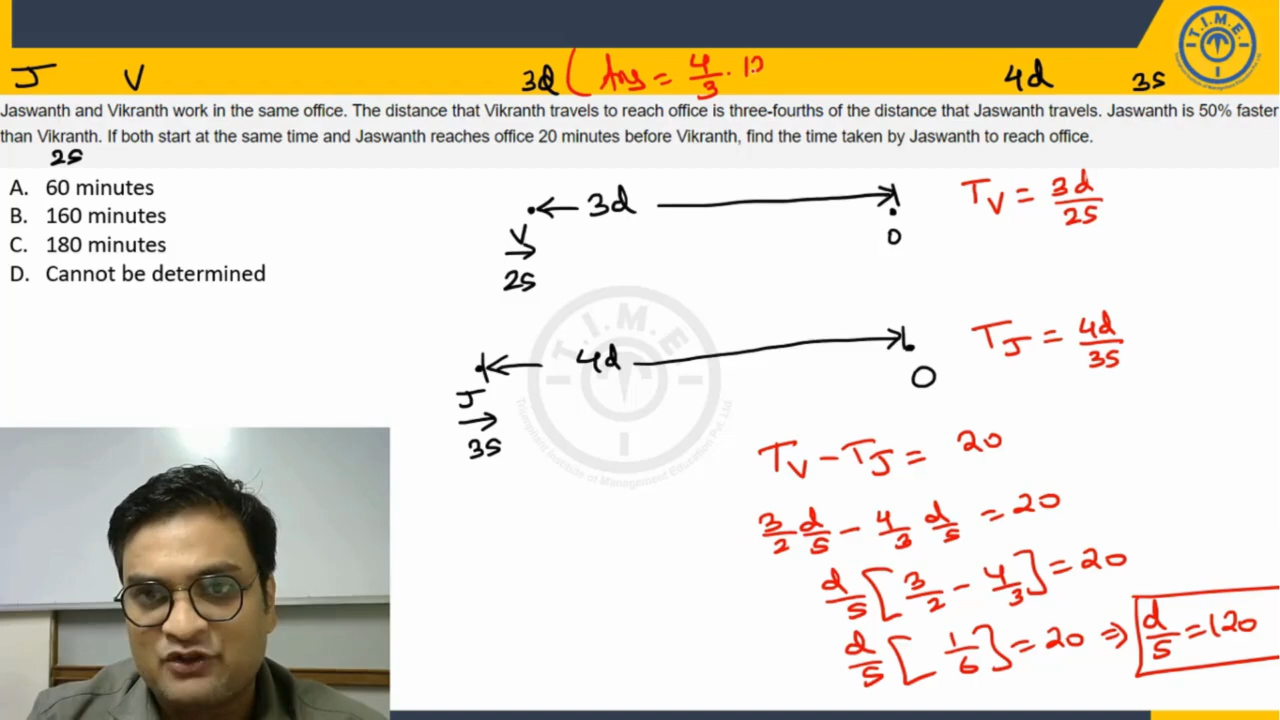 T.I.M.E.
J V 3d (Ans = 4/3 · 12 4d 3s
Jaswanth and Vikranth work in the same office. The distance that Vikranth travels to reach office is three-fourths of the distance that Jaswanth travels. Jaswanth is 50% faster
than Vikranth. If both start at the same time and Jaswanth reaches office 20 minutes before Vikranth, find the time taken by Jaswanth to reach office.
2s
A. 60 minutes
B. 160 minutes
C. 180 minutes
D. Cannot be determined
3d
V
2s
O
T_V = 3d/2s
4d
J
3s
O
T_J = 4d/3s
T.I.M.E.
T_V - T_J = 20
3/2 d/s - 4/3 d/s = 20
d/s [3/2 - 4/3] = 20
d/s [1/6] = 20 ⇒ d/s = 120